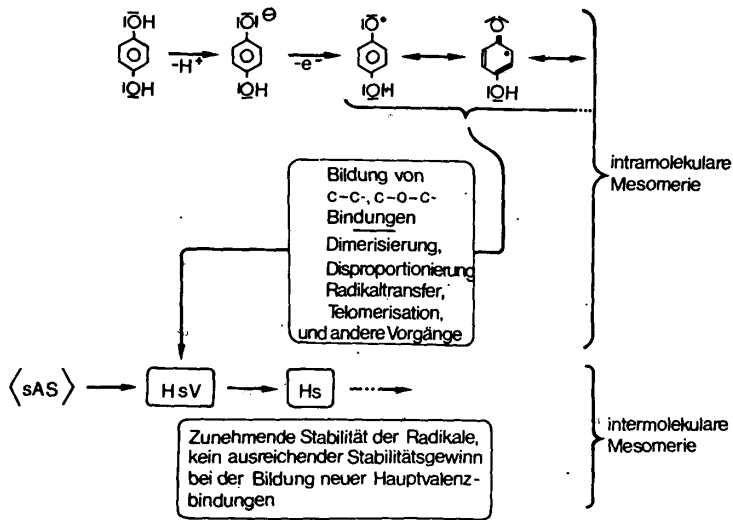 |O̅H |O̅|⊖ |O̅• ⟨O⟩
-H⁺ -e⁻
|O̲H |O̲H |O̲H |O̲H
intramolekulare
Mesomerie
Bildung von
C-C-, C-O-C-
Bindungen
Dimerisierung,
Disproportionierung
Radikaltransfer,
Telomerisation,
und andere Vorgänge
⟨sAS⟩ HsV Hs
intermolekulare
Mesomerie
Zunehmende Stabilität der Radikale,
kein ausreichender Stabilitätsgewinn
bei der Bildung neuer Hauptvalenz-
bindungen